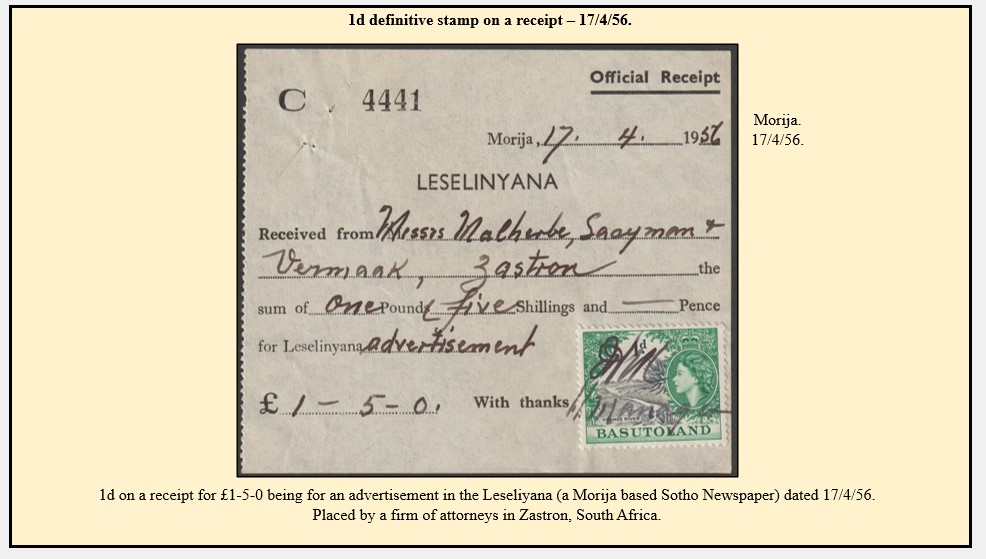 1d definitive stamp on a receipt – 17/4/56.
Official Receipt
C 4441
Morija, 17. 4. 1956
Morija.
17/4/56.
LESELINYANA
Received from Messrs Malherbe, Saayman &
Vermaak, Zastron the
sum of one Pounds five Shillings and — Pence
for Leselinyana advertisement
£ 1 - 5 - 0. With thanks
1d
BASUTOLAND
1d on a receipt for £1-5-0 being for an advertisement in the Leseliyana (a Morija based Sotho Newspaper) dated 17/4/56.
Placed by a firm of attorneys in Zastron, South Africa.